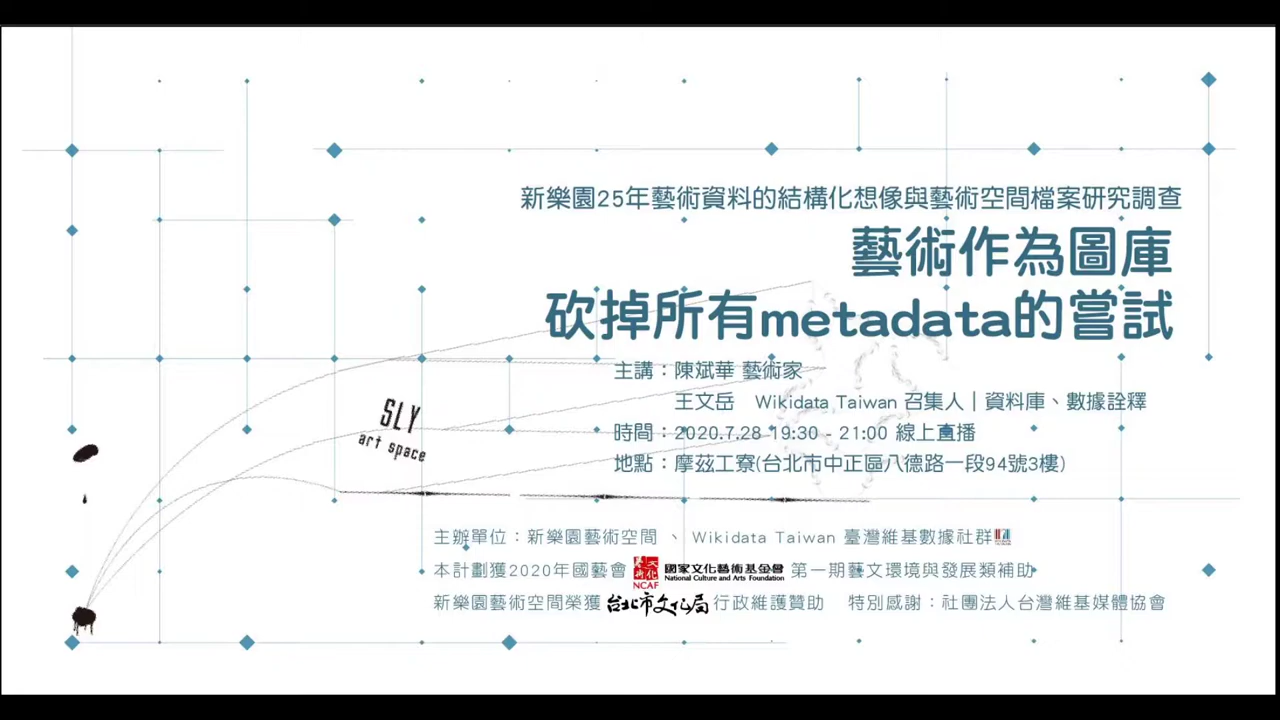 新樂園25年藝術資料的結構化想像與藝術空間檔案研究調查
藝術作為圖庫
砍掉所有metadata的嘗試
主講：陳斌華 藝術家
王文岳 Wikidata Taiwan 召集人｜資料庫、數據詮釋
時間：2020.7.28 19:30 - 21:00 線上直播
地點：摩茲工寮(台北市中正區八德路一段94號3樓)
SLY
art space
主辦單位：新樂園藝術空間 、 Wikidata Taiwan 臺灣維基數據社群
本計劃獲2020年國藝會 藝文化術 NCAF 國家文化藝術基金會 National Culture and Arts Foundation 第一期藝文環境與發展類補助
新樂園藝術空間榮獲 台北市文化局 行政維護贊助 特別感謝：社團法人台灣維基媒體協會